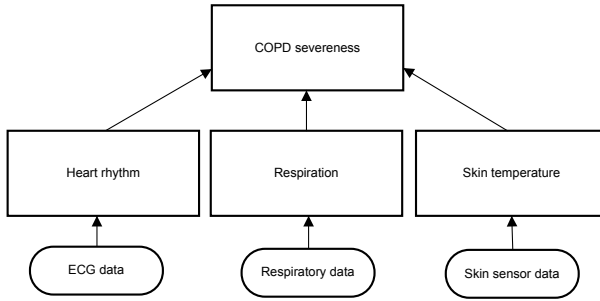 COPD severeness
Heart rhythm
Respiration
Skin temperature
ECG data
Respiratory data
Skin sensor data